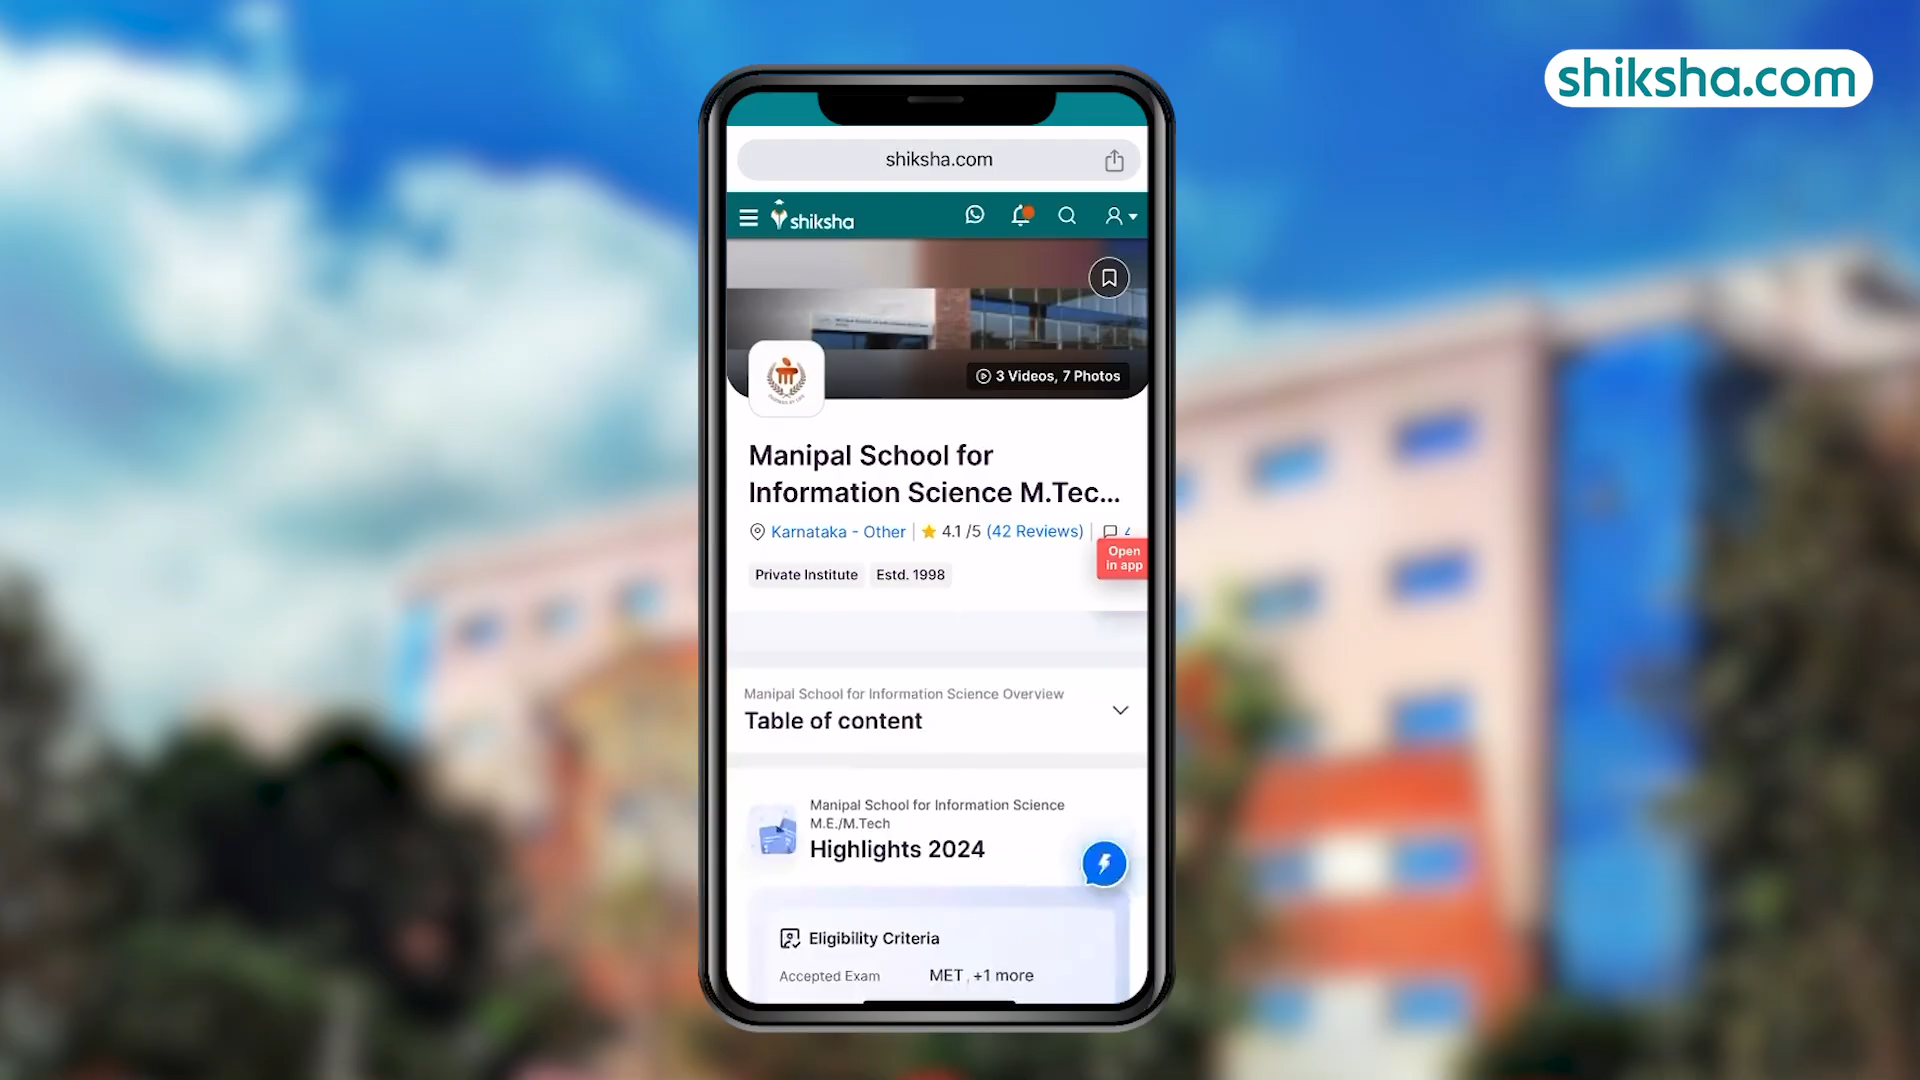 shiksha.com
shiksha.com
shiksha
3 Videos, 7 Photos
Manipal School for
Information Science M.Tec...
Karnataka - Other | 4.1 /5 (42 Reviews) |
Open
in app
Private Institute Estd. 1998
Manipal School for Information Science Overview
Table of content
Manipal School for Information Science
M.E./M.Tech
Highlights 2024
Eligibility Criteria
Accepted Exam MET , +1 more